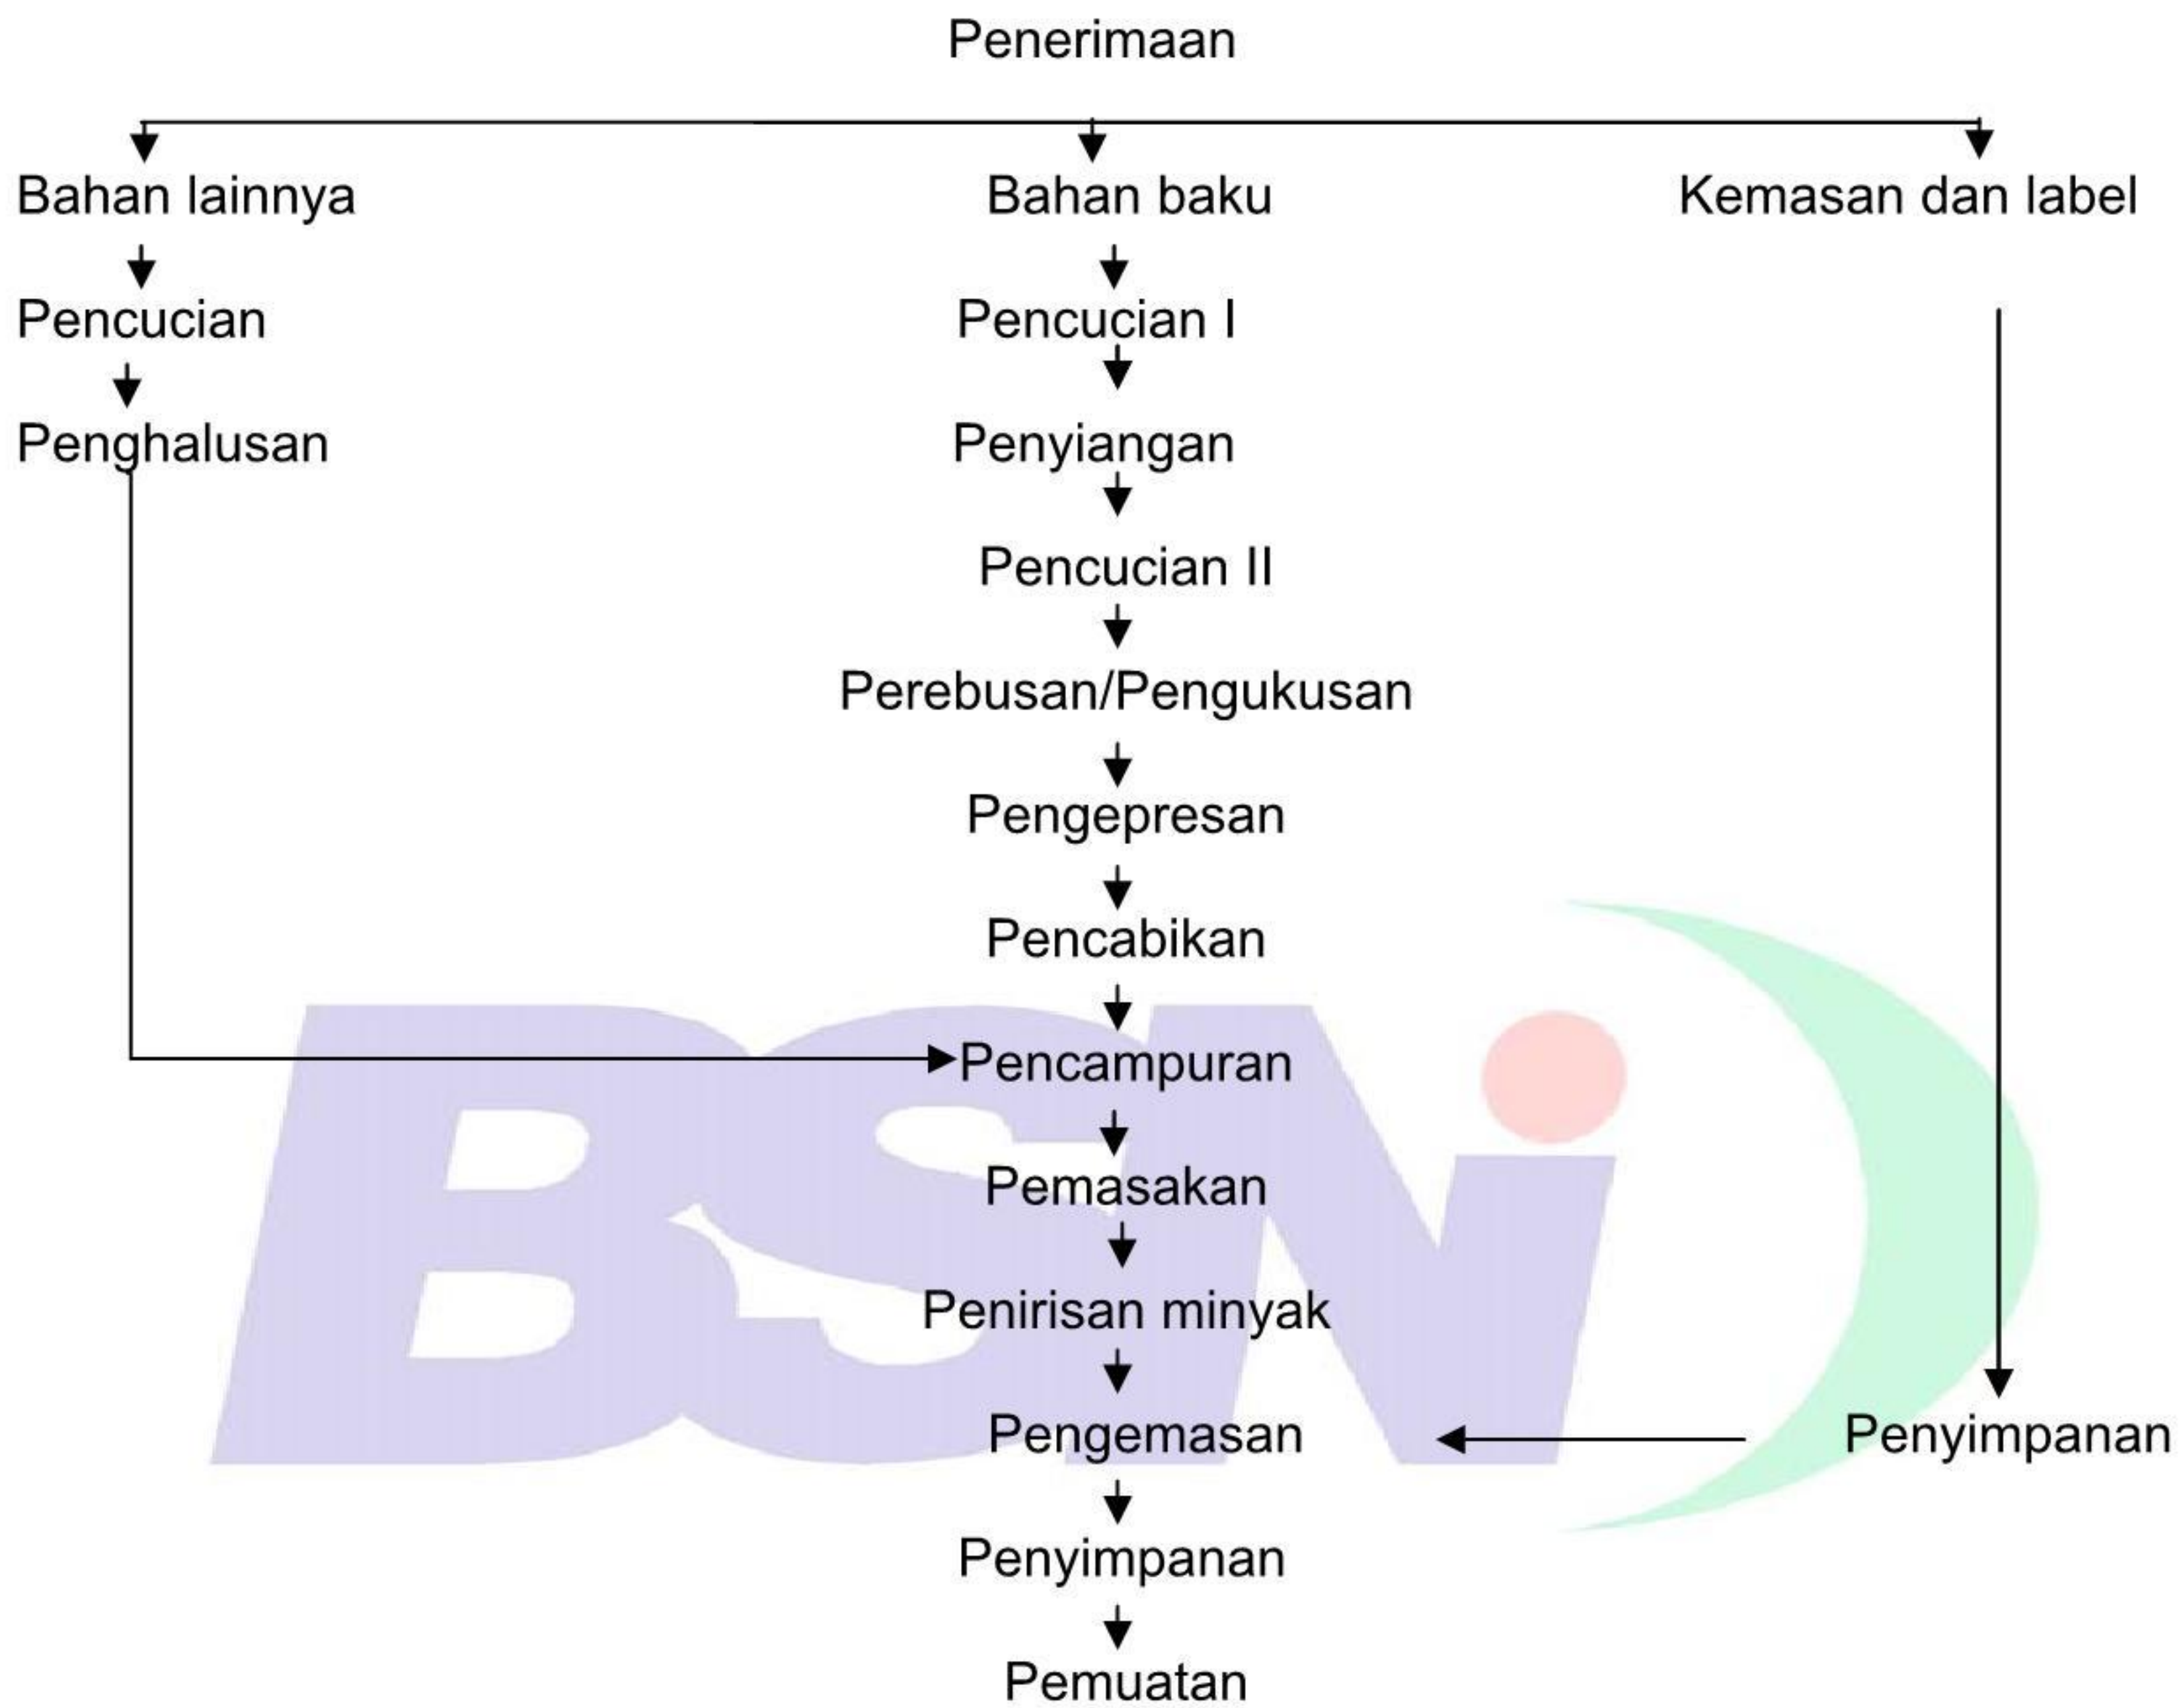 Penerimaan
Bahan lainnya Bahan baku Kemasan dan label
Pencucian Pencucian I
Penghalusan Penyiangan
Pencucian II
Perebusan/Pengukusan
Pengepresan
Pencabikan
Pencampuran
Pemasakan
Penirisan minyak
Pengemasan Penyimpanan
Penyimpanan
Pemuatan
BSNi